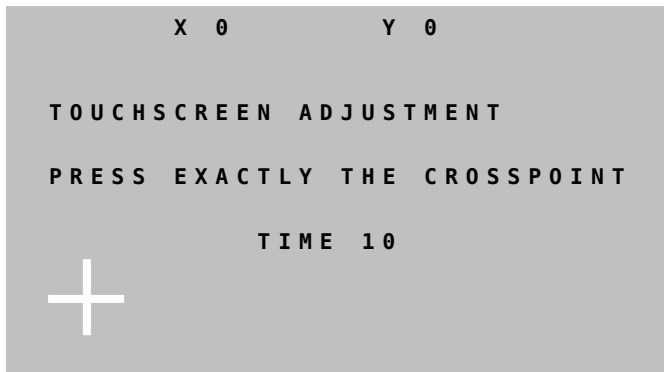 X 0 Y 0
TOUCHSCREEN ADJUSTMENT
PRESS EXACTLY THE CROSSPOINT
TIME 10